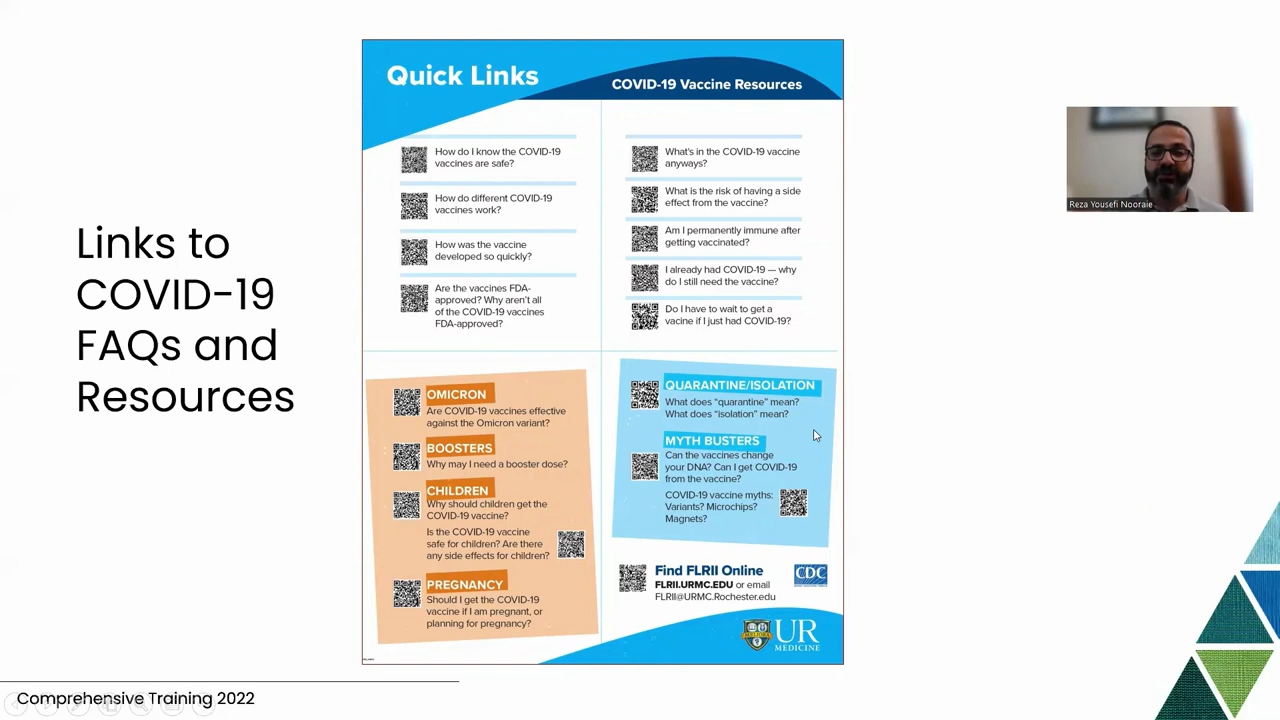 Links to
COVID-19
FAQs and
Resources
Quick Links
COVID-19 Vaccine Resources
How do I know the COVID-19
vaccines are safe?
How do different COVID-19
vaccines work?
How was the vaccine
developed so quickly?
Are the vaccines FDA-
approved? Why aren't all
of the COVID-19 vaccines
FDA-approved?
What's in the COVID-19 vaccine
anyways?
What is the risk of having a side
effect from the vaccine?
Am I permanently immune after
getting vaccinated?
I already had COVID-19 — why
do I still need the vaccine?
Do I have to wait to get a
vacine if I just had COVID-19?
OMICRON
Are COVID-19 vaccines effective
against the Omicron variant?
BOOSTERS
Why may I need a booster dose?
CHILDREN
Why should children get the
COVID-19 vaccine?
Is the COVID-19 vaccine
safe for children? Are there
any side effects for children?
PREGNANCY
Should I get the COVID-19
vaccine if I am pregnant, or
planning for pregnancy?
QUARANTINE/ISOLATION
What does “quarantine” mean?
What does “isolation” mean?
MYTH BUSTERS
Can the vaccines change
your DNA? Can I get COVID-19
from the vaccine?
COVID-19 vaccine myths:
Variants? Microchips?
Magnets?
Find FLRII Online
FLRII.URMC.EDU or email
FLRII@URMC.Rochester.edu
CDC
MELIORA
UR
MEDICINE
Reza Yousefi Nooraie
Comprehensive Training 2022